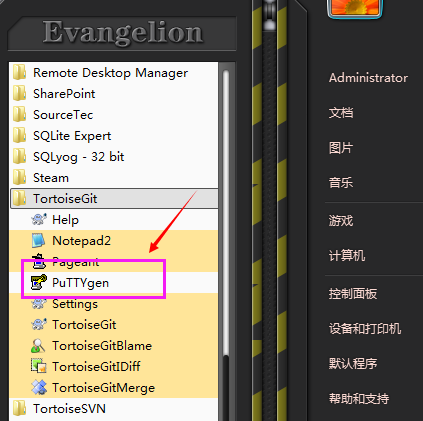 Evangelion
Remote Desktop Manager
SharePoint
SourceTec
SQLite Expert
SQLyog - 32 bit
Steam
TortoiseGit
Help
Notepad2
Pageant
PuTTYgen
Settings
TortoiseGit
TortoiseGitBlame
TortoiseGitIDiff
TortoiseGitMerge
TortoiseSVN
Administrator
文档
图片
音乐
游戏
计算机
控制面板
设备和打印机
默认程序
帮助和支持